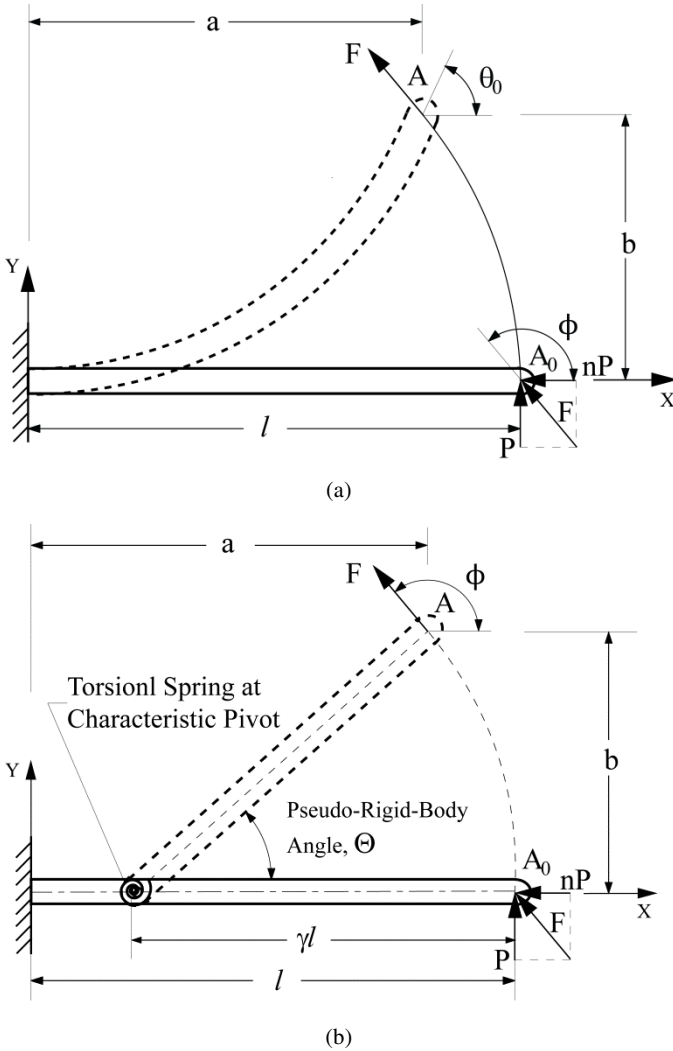 a
F
A
θ₀
b
Y
ϕ
A₀
nP
X
F
P
l
(a)
a
F
ϕ
A
Torsionl Spring at
Characteristic Pivot
b
Y
Pseudo-Rigid-Body
Angle, Θ
A₀
nP
X
F
γl
P
l
(b)